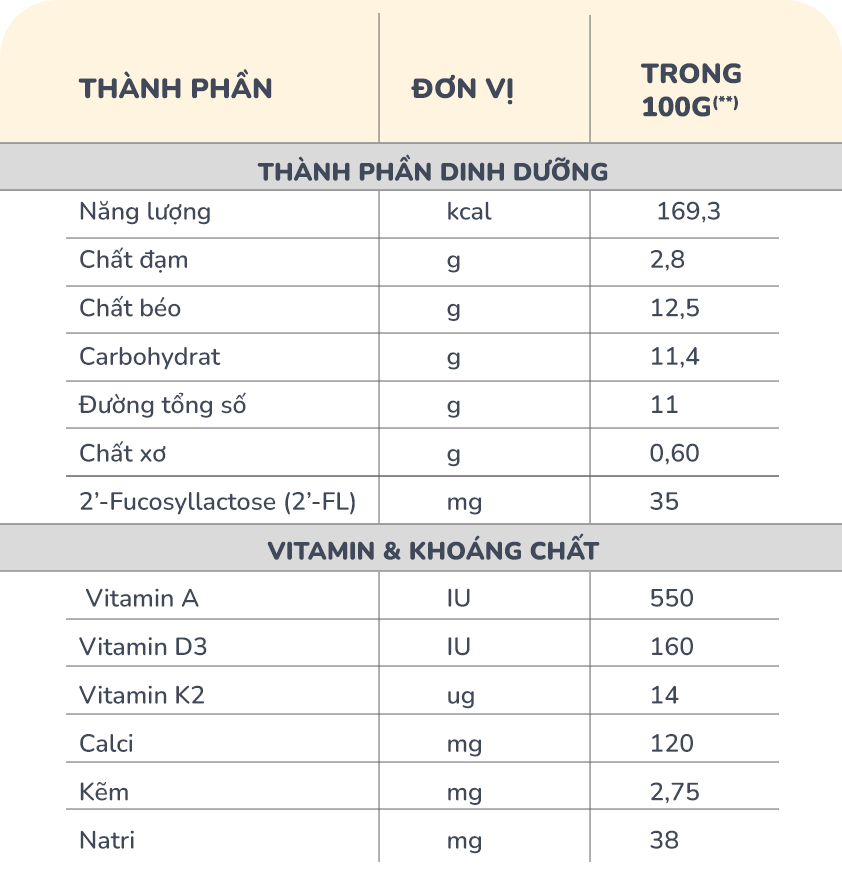 THÀNH PHẦN ĐƠN VỊ TRONG 100G(**)
THÀNH PHẦN DINH DƯỠNG
Năng lượng kcal 169,3
Chất đạm g 2,8
Chất béo g 12,5
Carbohydrat g 11,4
Đường tổng số g 11
Chất xơ g 0,60
2’-Fucosyllactose (2’-FL) mg 35
VITAMIN & KHOÁNG CHẤT
Vitamin A IU 550
Vitamin D3 IU 160
Vitamin K2 ug 14
Calci mg 120
Kẽm mg 2,75
Natri mg 38